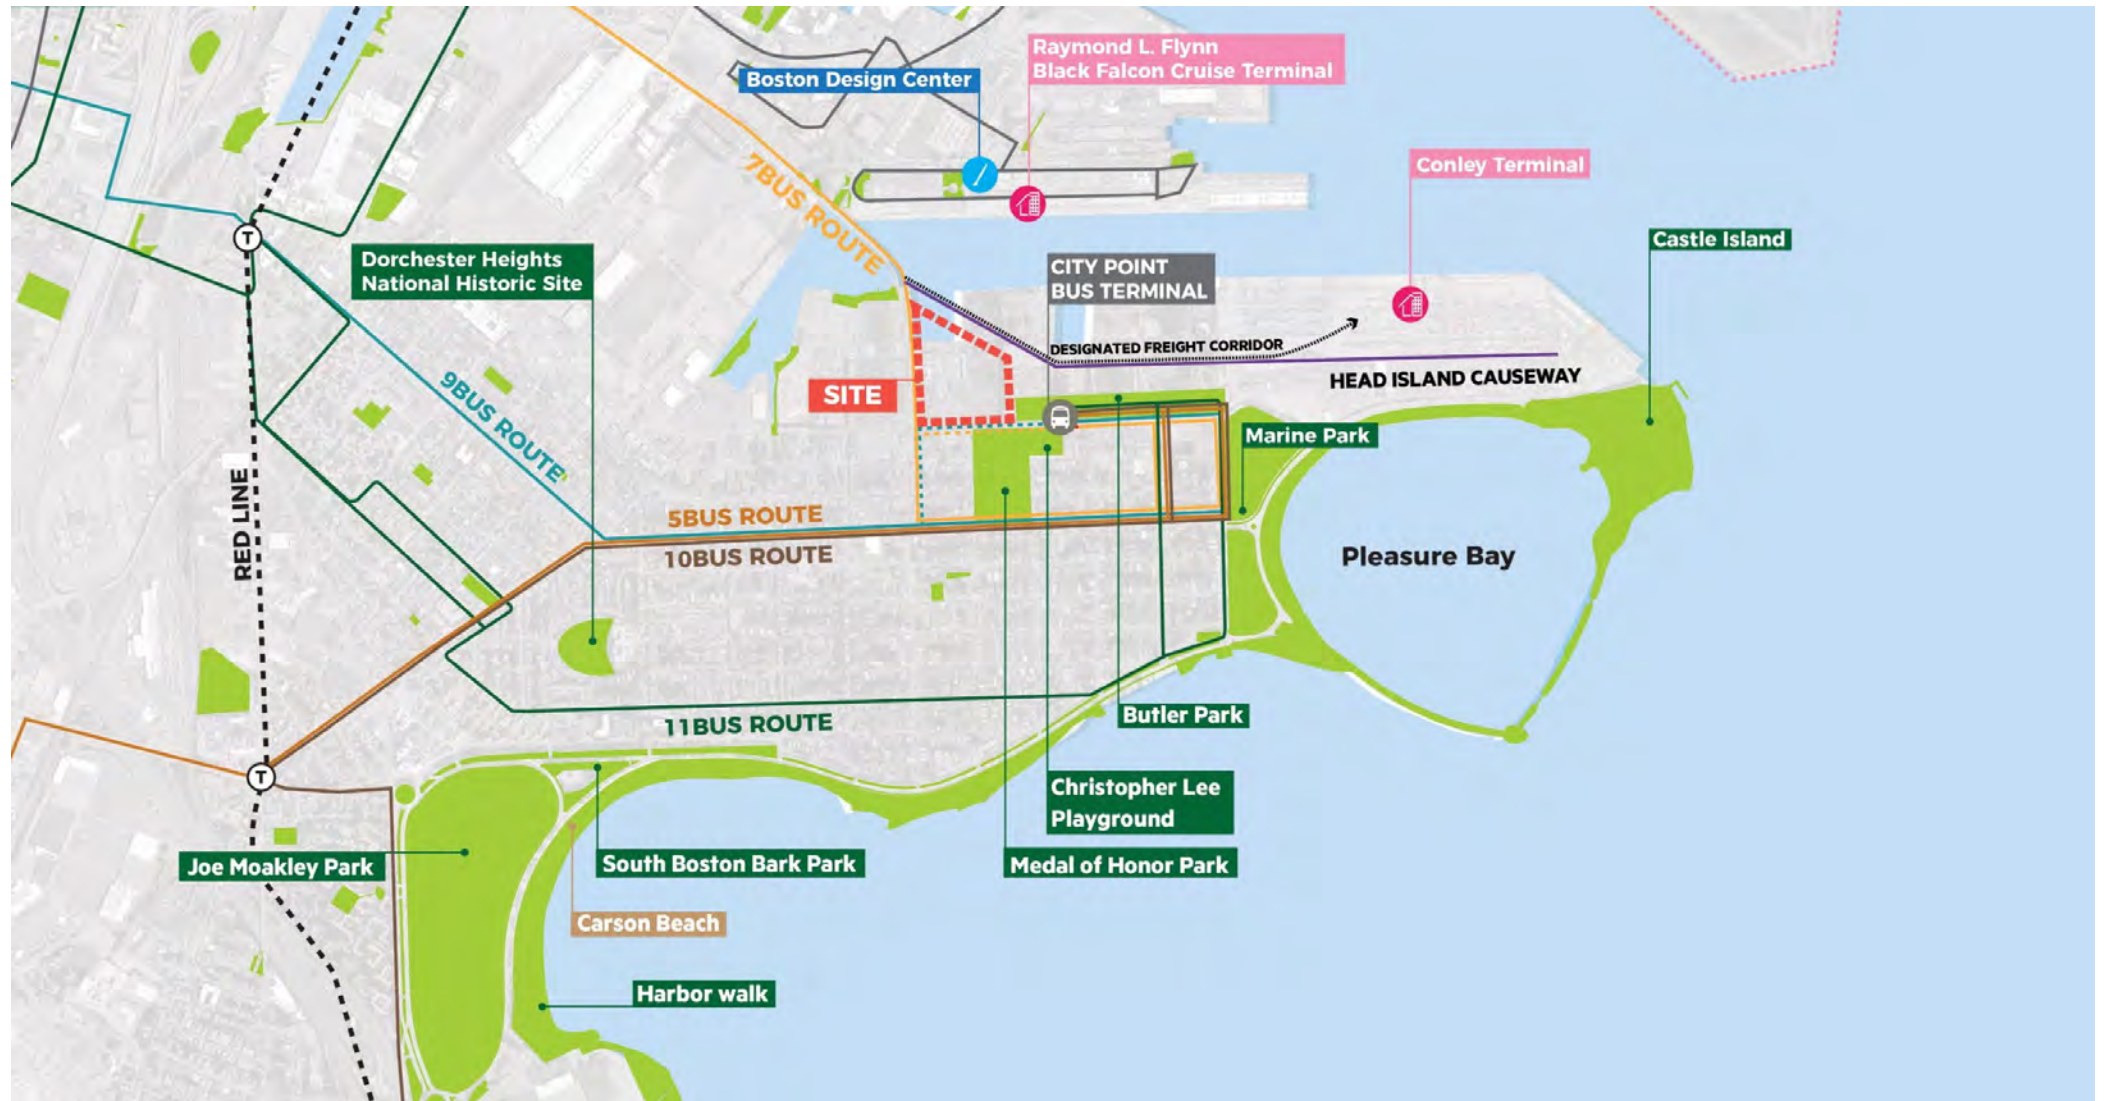 Raymond L. Flynn
Black Falcon Cruise Terminal
Boston Design Center
7BUS ROUTE
Conley Terminal
T
Castle Island
Dorchester Heights
National Historic Site
CITY POINT
BUS TERMINAL
DESIGNATED FREIGHT CORRIDOR
HEAD ISLAND CAUSEWAY
SITE
9BUS ROUTE
Marine Park
RED LINE
5BUS ROUTE
10BUS ROUTE
Pleasure Bay
11BUS ROUTE
Butler Park
T
Christopher Lee
Playground
Joe Moakley Park
South Boston Bark Park
Medal of Honor Park
Carson Beach
Harbor walk